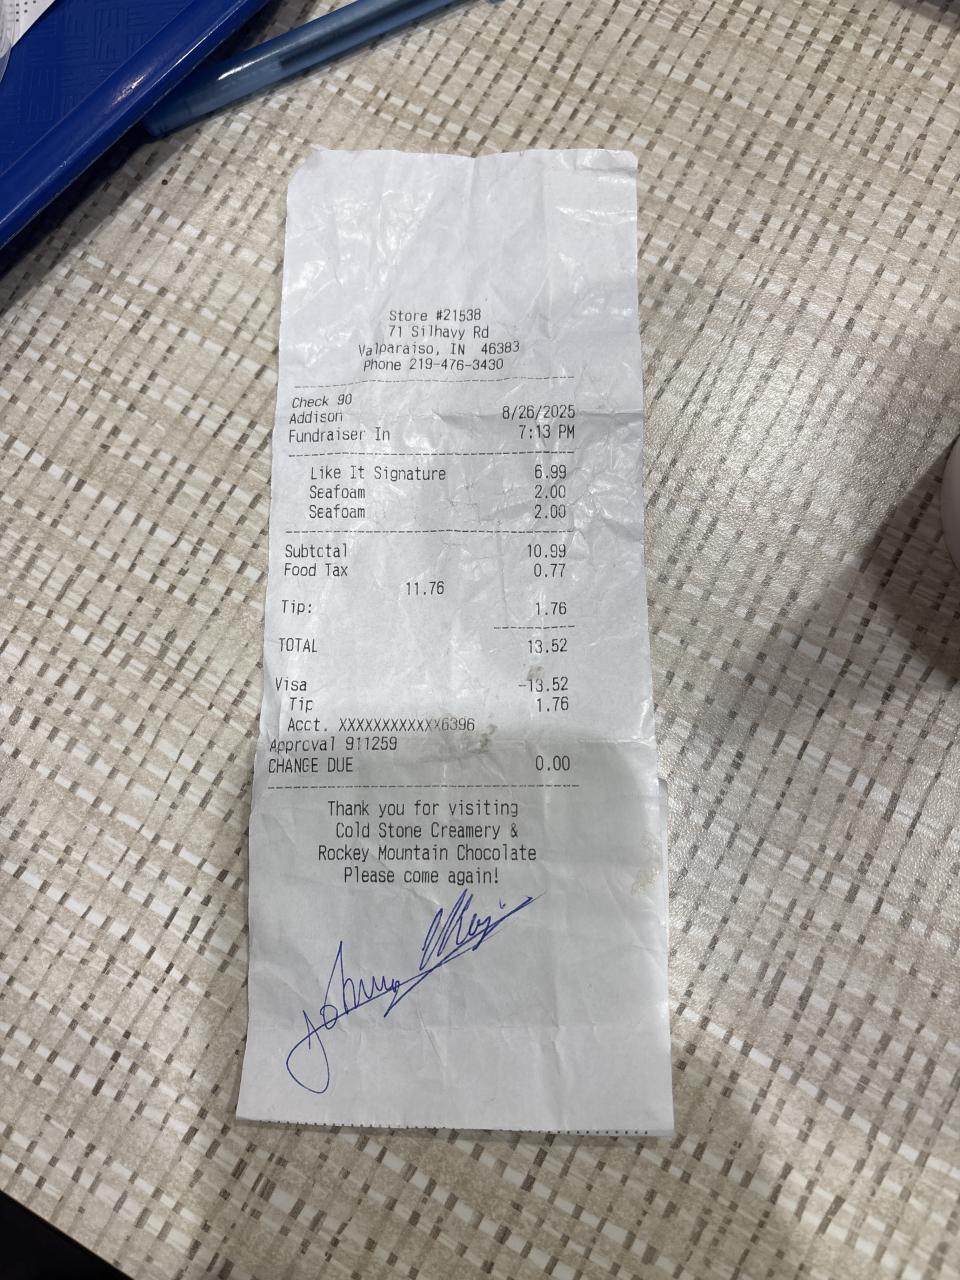 Store #21538
71 Silhavy Rd
Valparaiso, IN 46383
Phone 219-476-3430
Check 90
Addison 8/26/2025
Fundraiser In 7:13 PM
Like It Signature 6.99
Seafoam 2.00
Seafoam 2.00
Subtotal 10.99
Food Tax 0.77
11.76
Tip: 1.76
TOTAL 13.52
Visa -13.52
Tip 1.76
Acct. XXXXXXXXXXXX6396
Approval 911259
CHANGE DUE 0.00
Thank you for visiting
Cold Stone Creamery &
Rockey Mountain Chocolate
Please come again!
Johnny